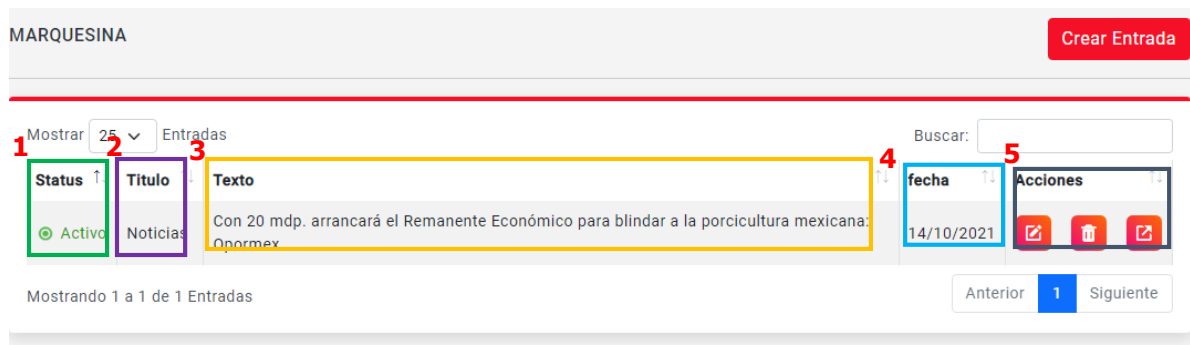 MARQUESINA
Crear Entrada
Mostrar 25 Entradas
Buscar:
1 2 3 4 5
Status Titulo Texto fecha Acciones
Activo Noticias Con 20 mdp. arrancará el Remanente Económico para blindar a la porcicultura mexicana: 14/10/2021
Opormex
Mostrando 1 a 1 de 1 Entradas
Anterior 1 Siguiente